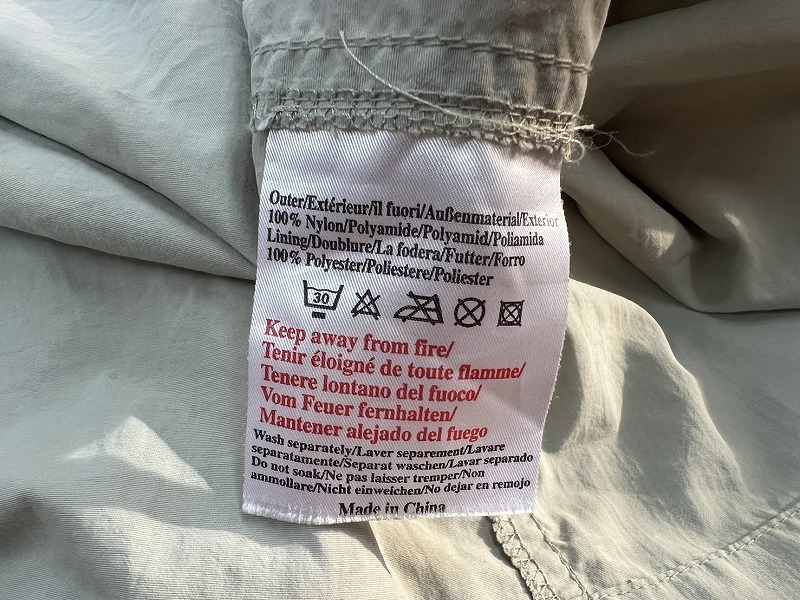 Outer/Extérieur/il fuori/Außenmaterial/Exterior
100% Nylon/Polyamide/Polyamid/Poliamida
Lining/Doublure/La fodera/Futter/Forro
100% Polyester/Poliestere/Poliester
30
Keep away from fire/
Tenir éloigné de toute flamme/
Tenere lontano del fuoco/
Vom Feuer fernhalten/
Mantener alejado del fuego
Wash separately/Laver separement/Lavare
separatamente/Separat waschen/Lavar separado
Do not soak/Ne pas laisser tremper/Non
ammollare/Nicht einweichen/No dejar en remojo
Made in China